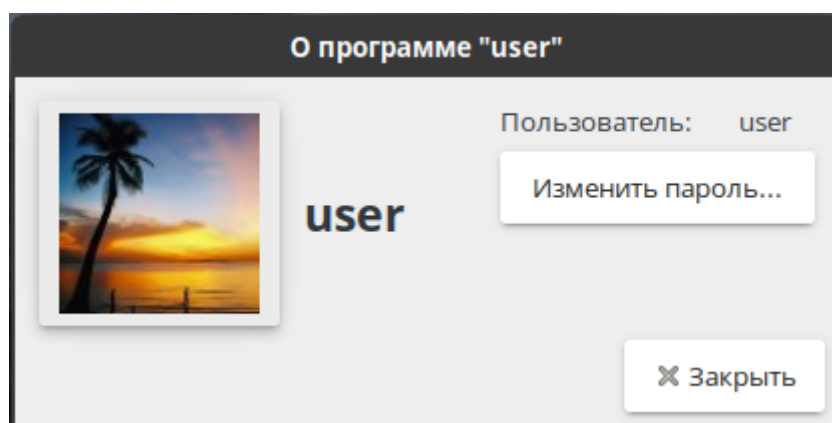 О программе "user"
Пользователь: user
Изменить пароль...
user
Закрыть